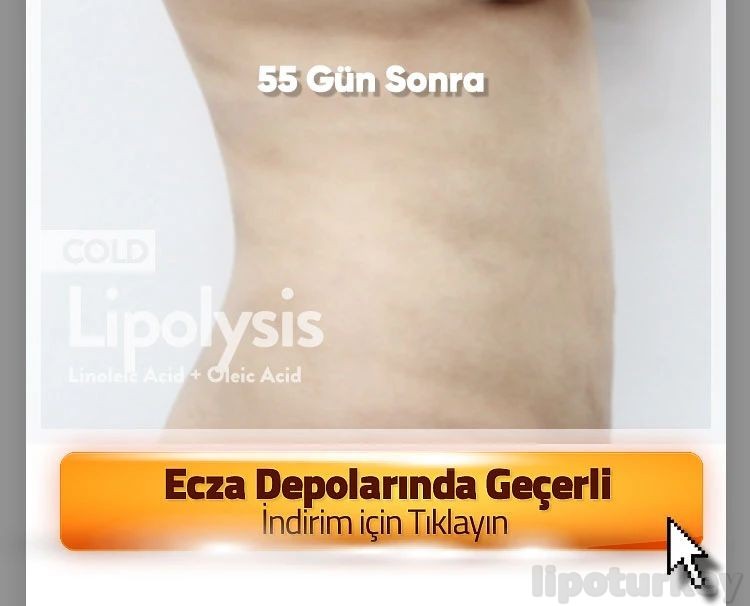 55 Gün Sonra
COLD
Lipolysis
Linoleic Acid + Oleic Acid
Ecza Depolarında Geçerli
İndirim için Tıklayın
lipoturkey